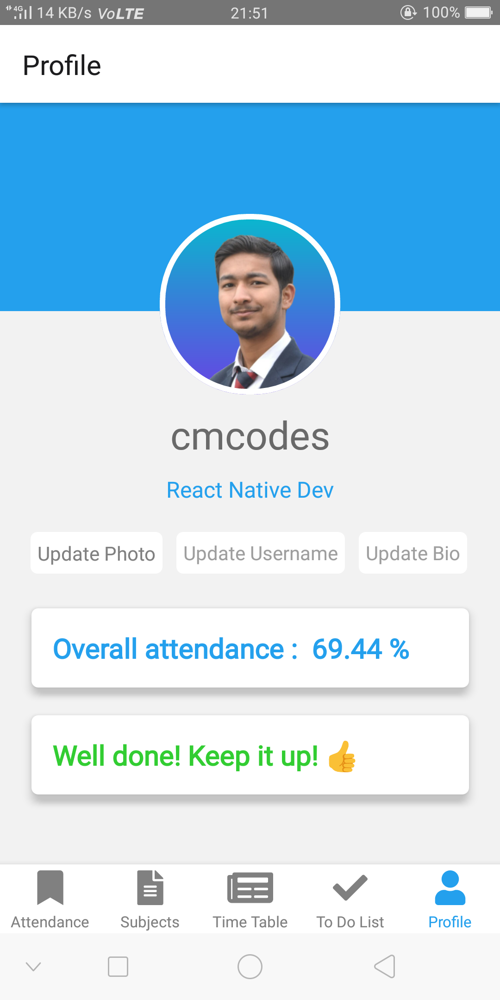 4G 14 KB/s VoLTE 21:51 100%
Profile
cmcodes
React Native Dev
Update Photo Update Username Update Bio
Overall attendance : 69.44 %
Well done! Keep it up! 👍
Attendance Subjects Time Table To Do List Profile